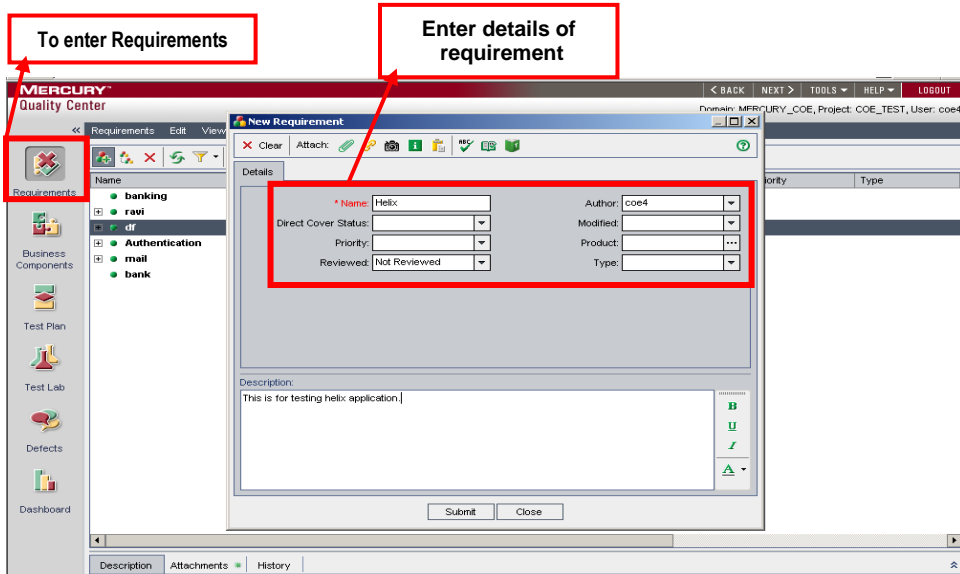 To enter Requirements
Enter details of
requirement
MERCURY™
< BACK NEXT > TOOLS HELP LOGOUT
Quality Center
Domain: MERCURY_COE, Project: COE_TEST, User: coe4
« Requirements Edit View
New Requirement
Clear Attach: ABC
Details
Name
iority Type
Requirements
banking
ravi
df
Authentication
mail
bank
* Name: Helix Author: coe4
Direct Cover Status: Modified:
Priority: Product: ...
Reviewed: Not Reviewed Type:
Business
Components
Test Plan
Test Lab
Defects
Dashboard
Description:
This is for testing helix application.
B
U
I
A
Submit Close
Description Attachments History